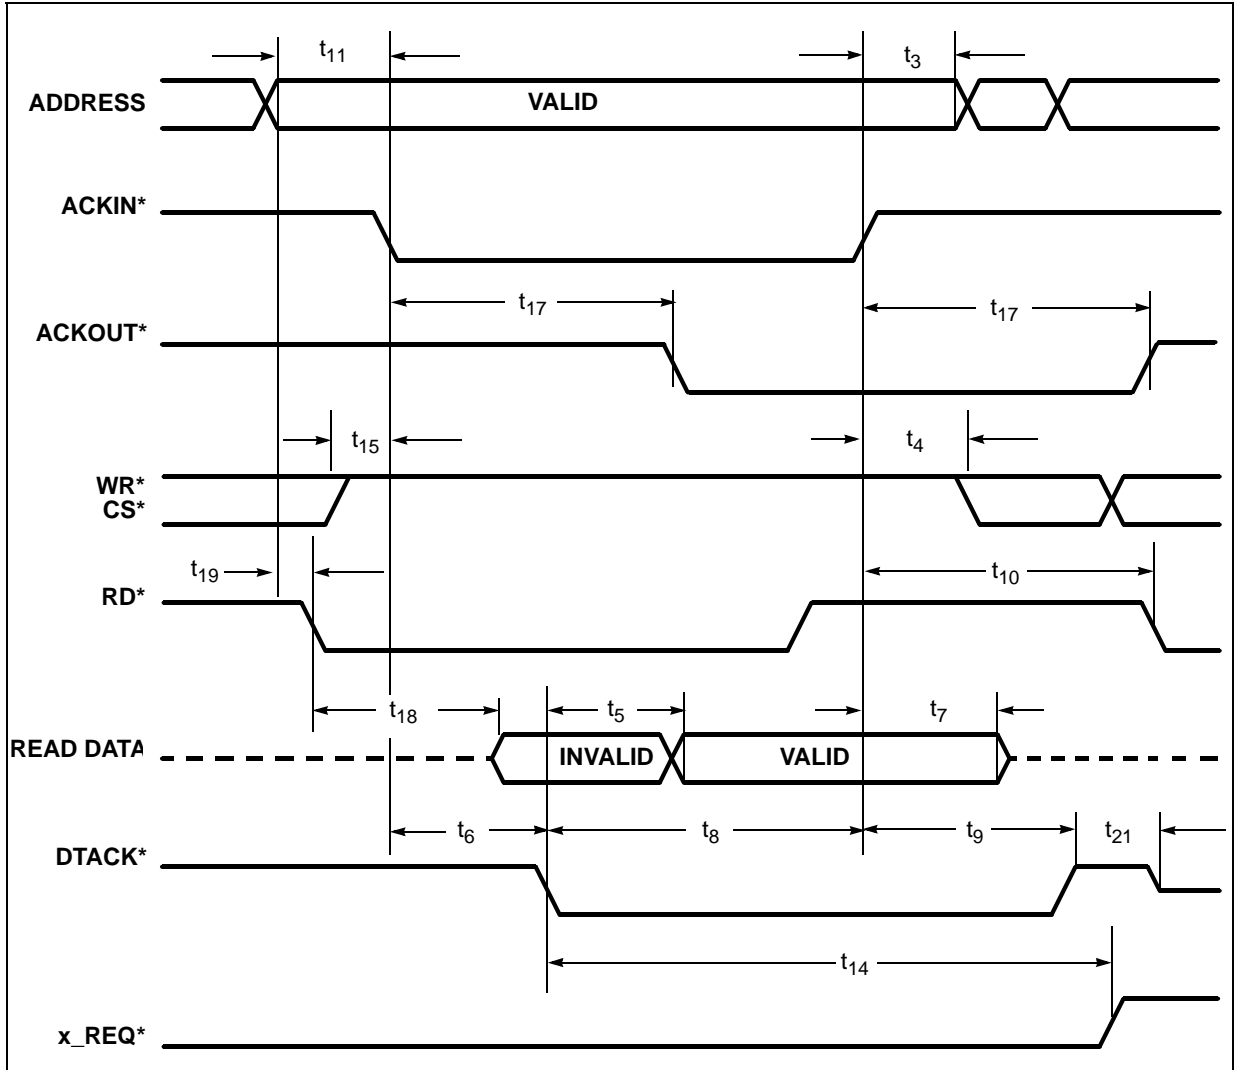 t11
t3
ADDRESS
VALID
ACKIN*
t17
t17
ACKOUT*
t15
t4
WR*
CS*
t19
t10
RD*
t18
t5
t7
READ DATA
INVALID
VALID
t6
t8
t9
t21
DTACK*
t14
x_REQ*